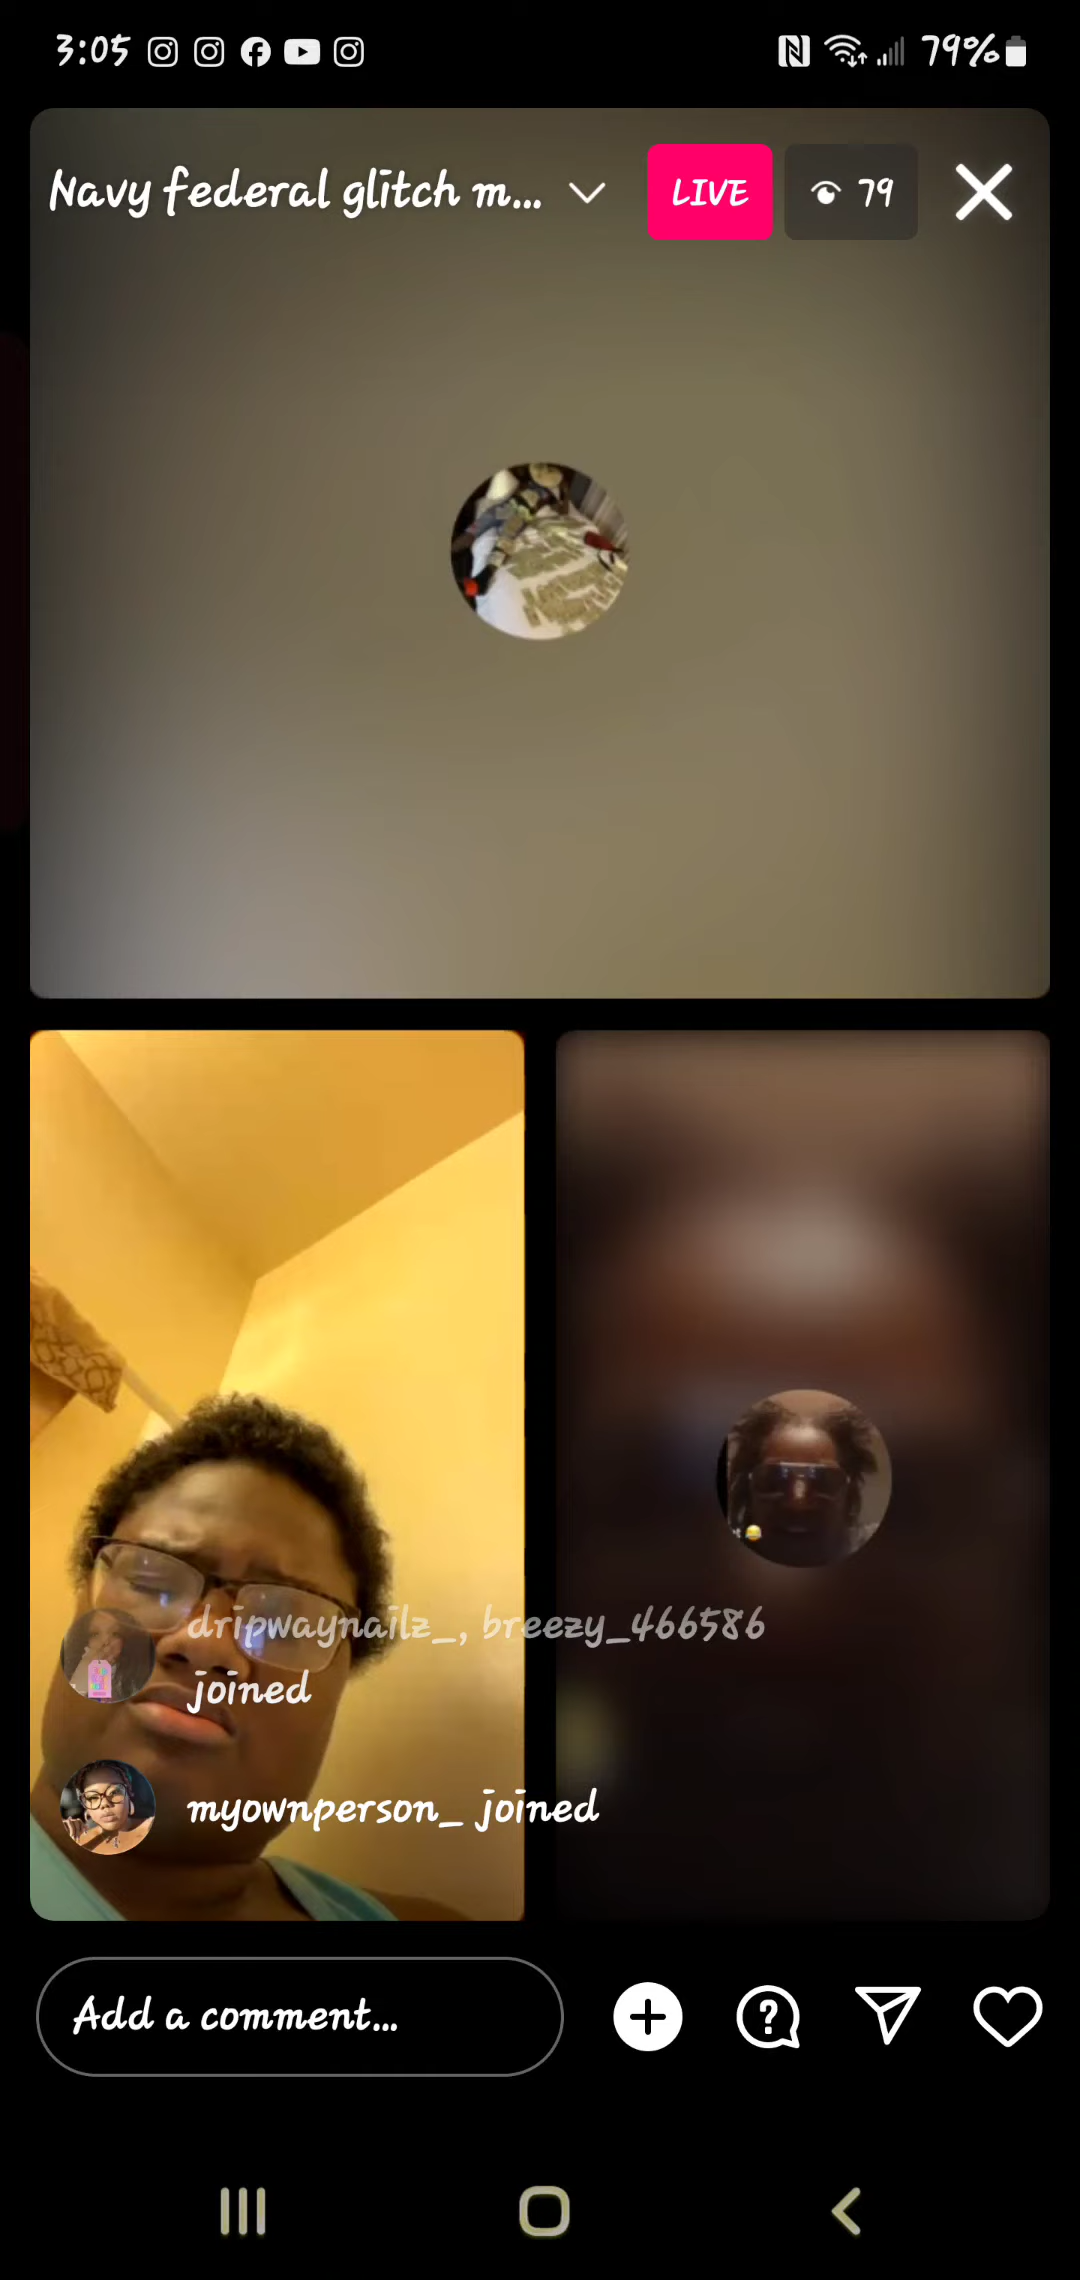 3:05 79%
Navy federal glitch m... LIVE 79
dripwaynailz_, breezy_466586
joined
myownperson_ joined
Add a comment...